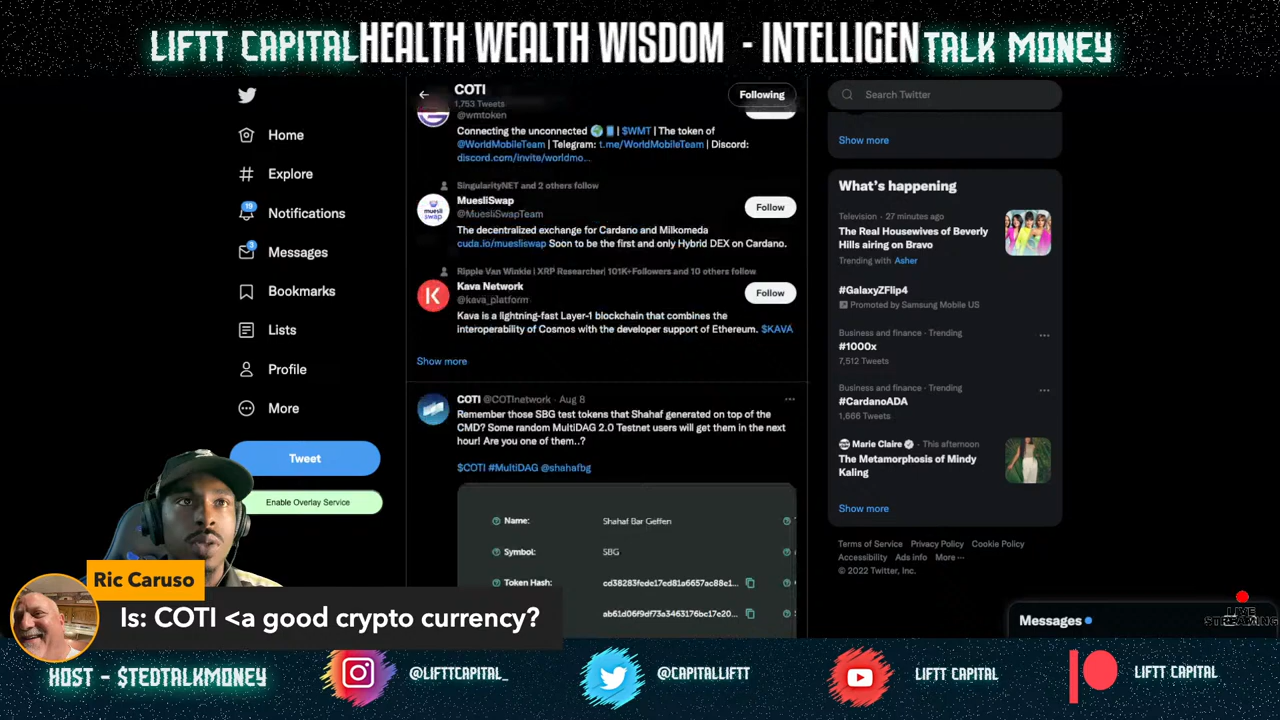 LIFTT CAPITAL
HEALTH WEALTH WISDOM - INTELLIGEN
TALK MONEY
Home
Explore
19
Notifications
3
Messages
Bookmarks
Lists
Profile
More
Tweet
Enable Overlay Service
COTI
1,753 Tweets
Following
@wmtoken
Connecting the unconnected 🌍📱| $WMT | The token of
@WorldMobileTeam | Telegram: t.me/WorldMobileTeam | Discord:
discord.com/invite/worldmo...
SingularityNET and 2 others follow
muesli
swap
MuesliSwap
@MuesliSwapTeam
Follow
The decentralized exchange for Cardano and Milkomeda
cuda.io/muesliswap Soon to be the first and only Hybrid DEX on Cardano.
Ripple Van Winkle | XRP Researcher| 101K+Followers and 10 others follow
Kava Network
@kava_platform
Follow
Kava is a lightning-fast Layer-1 blockchain that combines the
interoperability of Cosmos with the developer support of Ethereum. $KAVA
Show more
COTI @COTInetwork · Aug 8
Remember those SBG test tokens that Shahaf generated on top of the
CMD? Some random MultiDAG 2.0 Testnet users will get them in the next
hour! Are you one of them..?
$COTI #MultiDAG @shahafbg
Name: Shahaf Bar Geffen
Symbol: SBG
Token Hash: cd38283fede17ed81a6657ac88e1...
ab61d06f9df73a3463176bc17e20...
Search Twitter
Show more
What's happening
Television · 27 minutes ago
The Real Housewives of Beverly
Hills airing on Bravo
Trending with Asher
#GalaxyZFlip4
Promoted by Samsung Mobile US
Business and finance · Trending
#1000x
7,512 Tweets
Business and finance · Trending
#CardanoADA
1,666 Tweets
Marie Claire · This afternoon
The Metamorphosis of Mindy
Kaling
Show more
Terms of Service Privacy Policy Cookie Policy
Accessibility Ads info More ···
© 2022 Twitter, Inc.
Messages
LIVE
STREAMING
Ric Caruso
Is: COTI <a good crypto currency?
HOST - $TEDTALKMONEY
@LIFTTCAPITAL_
@CAPITALLIFTT
LIFTT CAPITAL
LIFTT CAPITAL